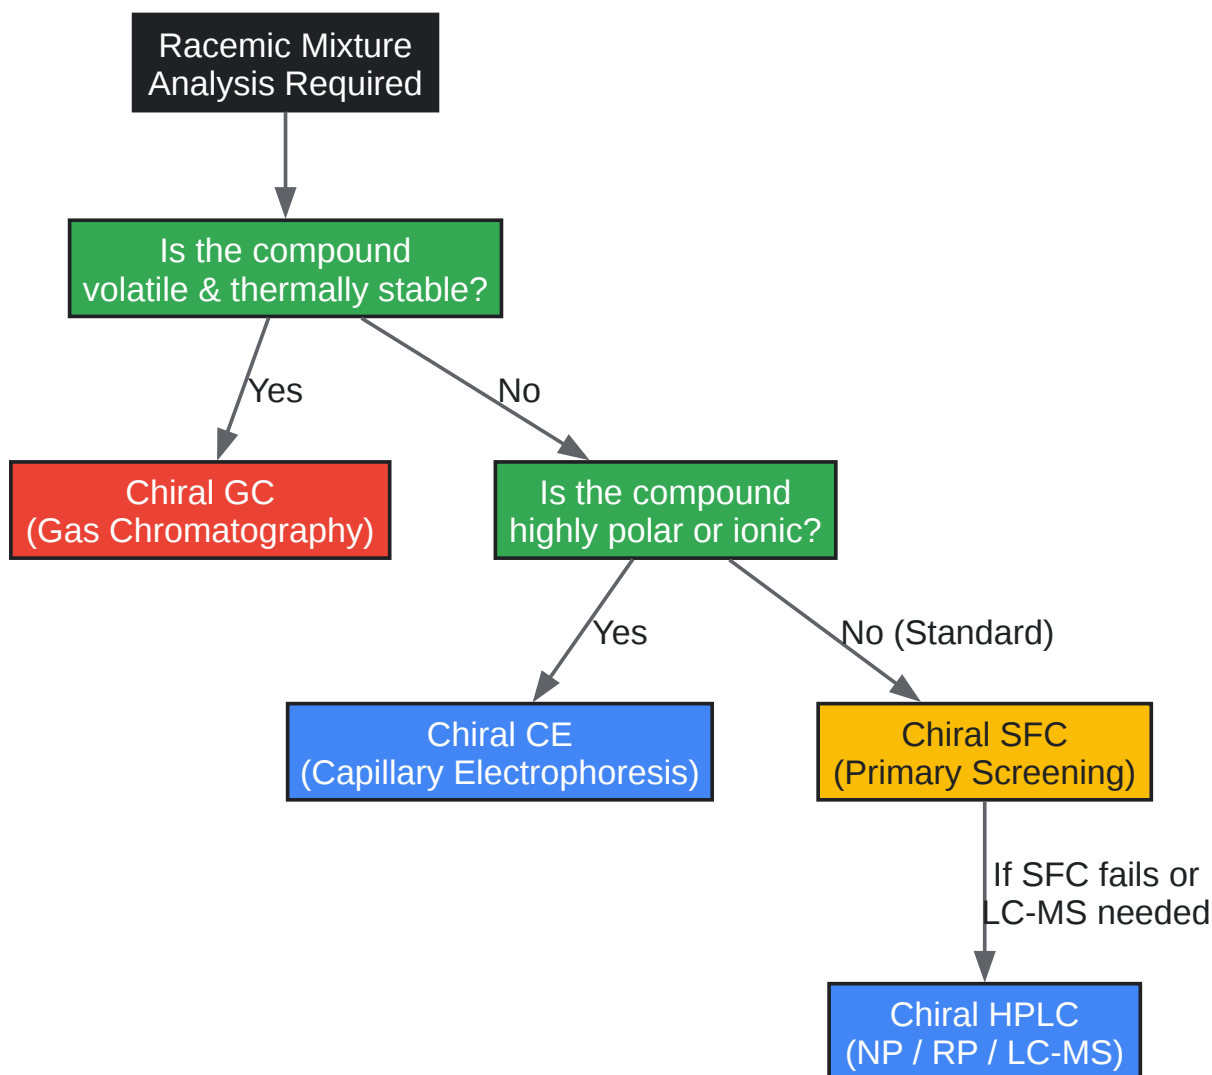 Racemic Mixture
Analysis Required
Is the compound
volatile & thermally stable?
Yes
No
Chiral GC
(Gas Chromatography)
Is the compound
highly polar or ionic?
Yes
No (Standard)
Chiral CE
(Capillary Electrophoresis)
Chiral SFC
(Primary Screening)
If SFC fails or
LC-MS needed
Chiral HPLC
(NP / RP / LC-MS)